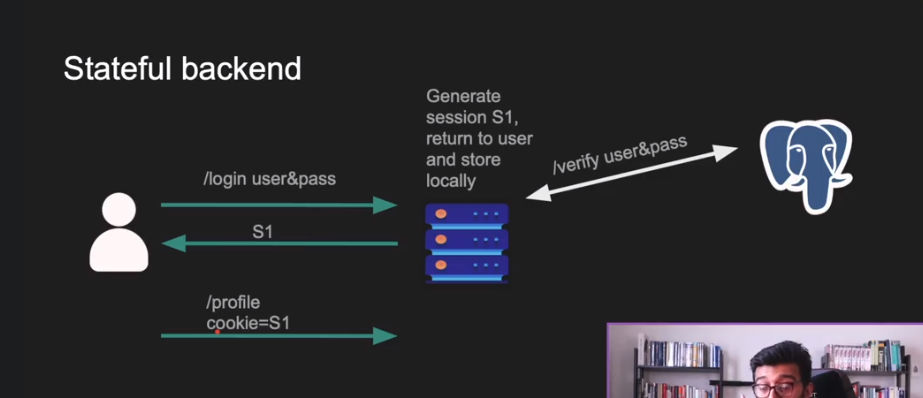 Stateful backend
Generate
session S1,
return to user
and store
locally
/verify user&pass
/login user&pass
S1
/profile
cookie=S1